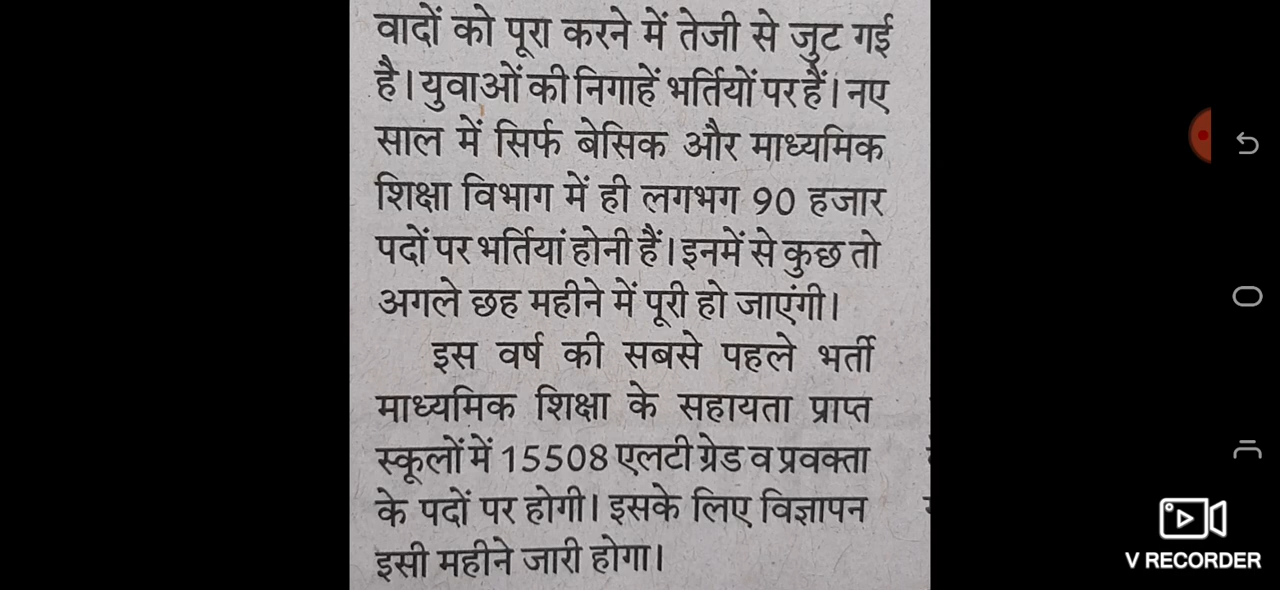 वादों को पूरा करने में तेजी से जुट गई
है। युवाओं की निगाहें भर्तियों पर हैं। नए
साल में सिर्फ बेसिक और माध्यमिक
शिक्षा विभाग में ही लगभग 90 हजार
पदों पर भर्तियां होनी हैं। इनमें से कुछ तो
अगले छह महीने में पूरी हो जाएंगी।
इस वर्ष की सबसे पहले भर्ती
माध्यमिक शिक्षा के सहायता प्राप्त
स्कूलों में 15508 एलटी ग्रेड व प्रवक्ता
के पदों पर होगी। इसके लिए विज्ञापन
इसी महीने जारी होगा।
V RECORDER